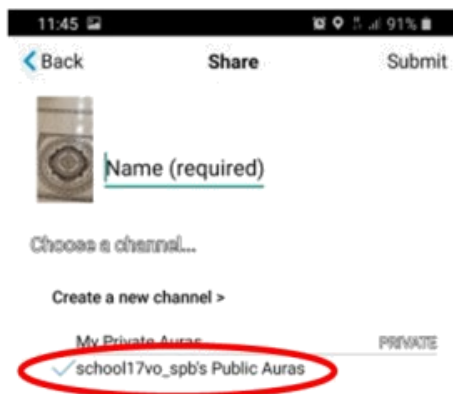 11:45 91%
Back Share Submit
Name (required)
Choose a channel...
Create a new channel >
My Private Auras PRIVATE
school17vo_spb's Public Auras